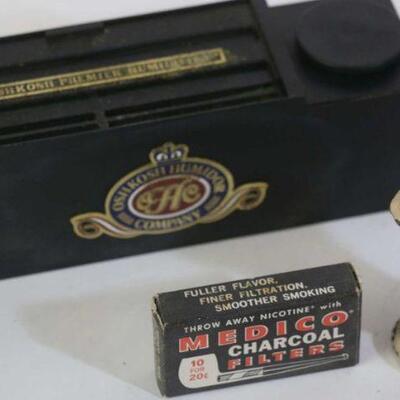 OSHKOSH PREMIER HUMIDIFIER
OSHKOSH HUMIDOR
OHC
COMPANY
FULLER FLAVOR,
FINER FILTRATION,
SMOOTHER SMOKING
THROW AWAY NICOTINE* with
MEDICO
CHARCOAL
FILTERS
10
FOR
20¢